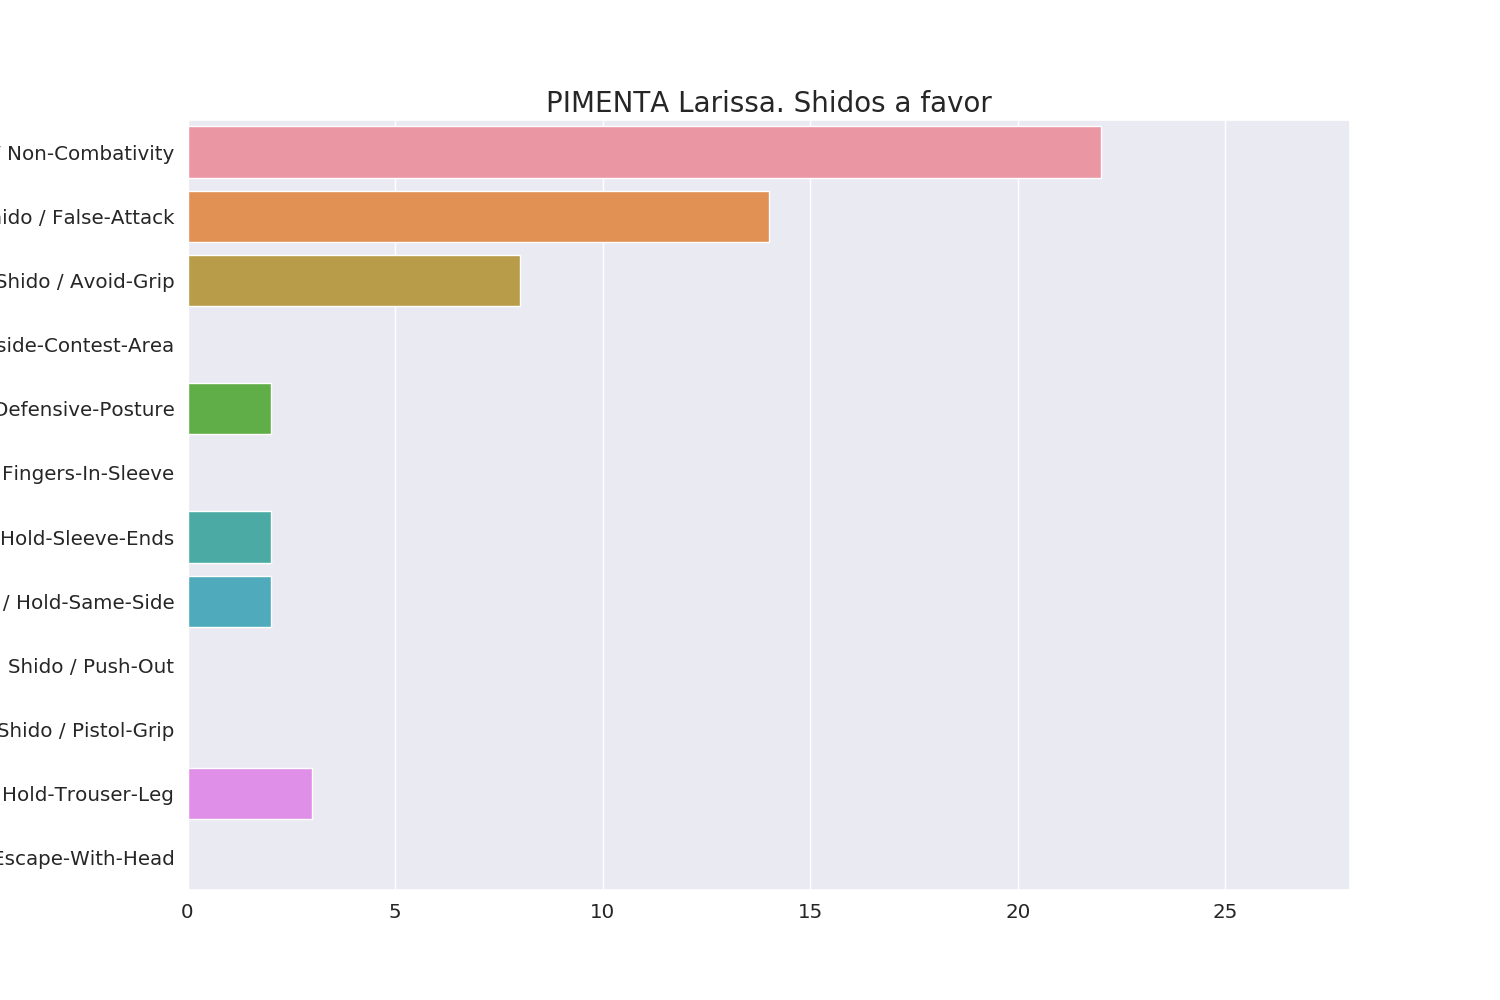 PIMENTA Larissa. Shidos a favor
/ Non-Combativity
ido / False-Attack
Shido / Avoid-Grip
side-Contest-Area
Defensive-Posture
Fingers-In-Sleeve
Hold-Sleeve-Ends
/ Hold-Same-Side
Shido / Push-Out
Shido / Pistol-Grip
Hold-Trouser-Leg
Escape-With-Head
0 5 10 15 20 25